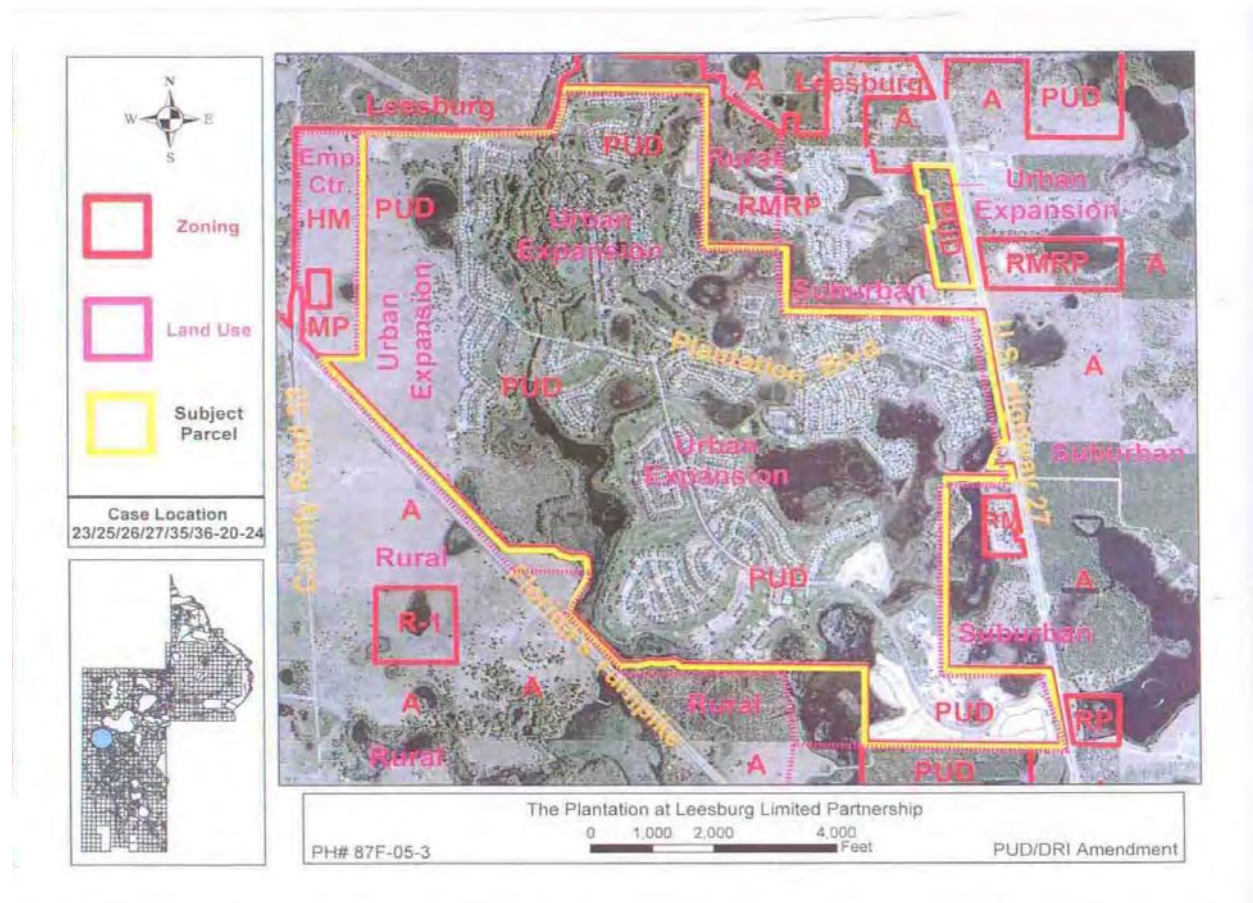 N
W E
S
Zoning
Land Use
Subject
Parcel
Case Location
23/25/26/27/35/36-20-24
Leesburg
A
Leesburg
A
A
PUD
Emp.
Ctr.
HM
PUD
PUD
Rural
RMRP
Urban
Expansion
PUD
Urban
Expansion
RMRP
A
MP
Urban
Expansion
Suburban
Plantation Blvd
PUD
A
U.S. Highway 27
Suburban
Urban
Expansion
County Road 33
A
Rural
RM
R-1
PUD
A
Suburban
Florida's Turnpike
A
A
Rural
PUD
RP
Rural
A
PUD
The Plantation at Leesburg Limited Partnership
0 1,000 2,000 4,000
Feet
PH# 87F-05-3
PUD/DRI Amendment